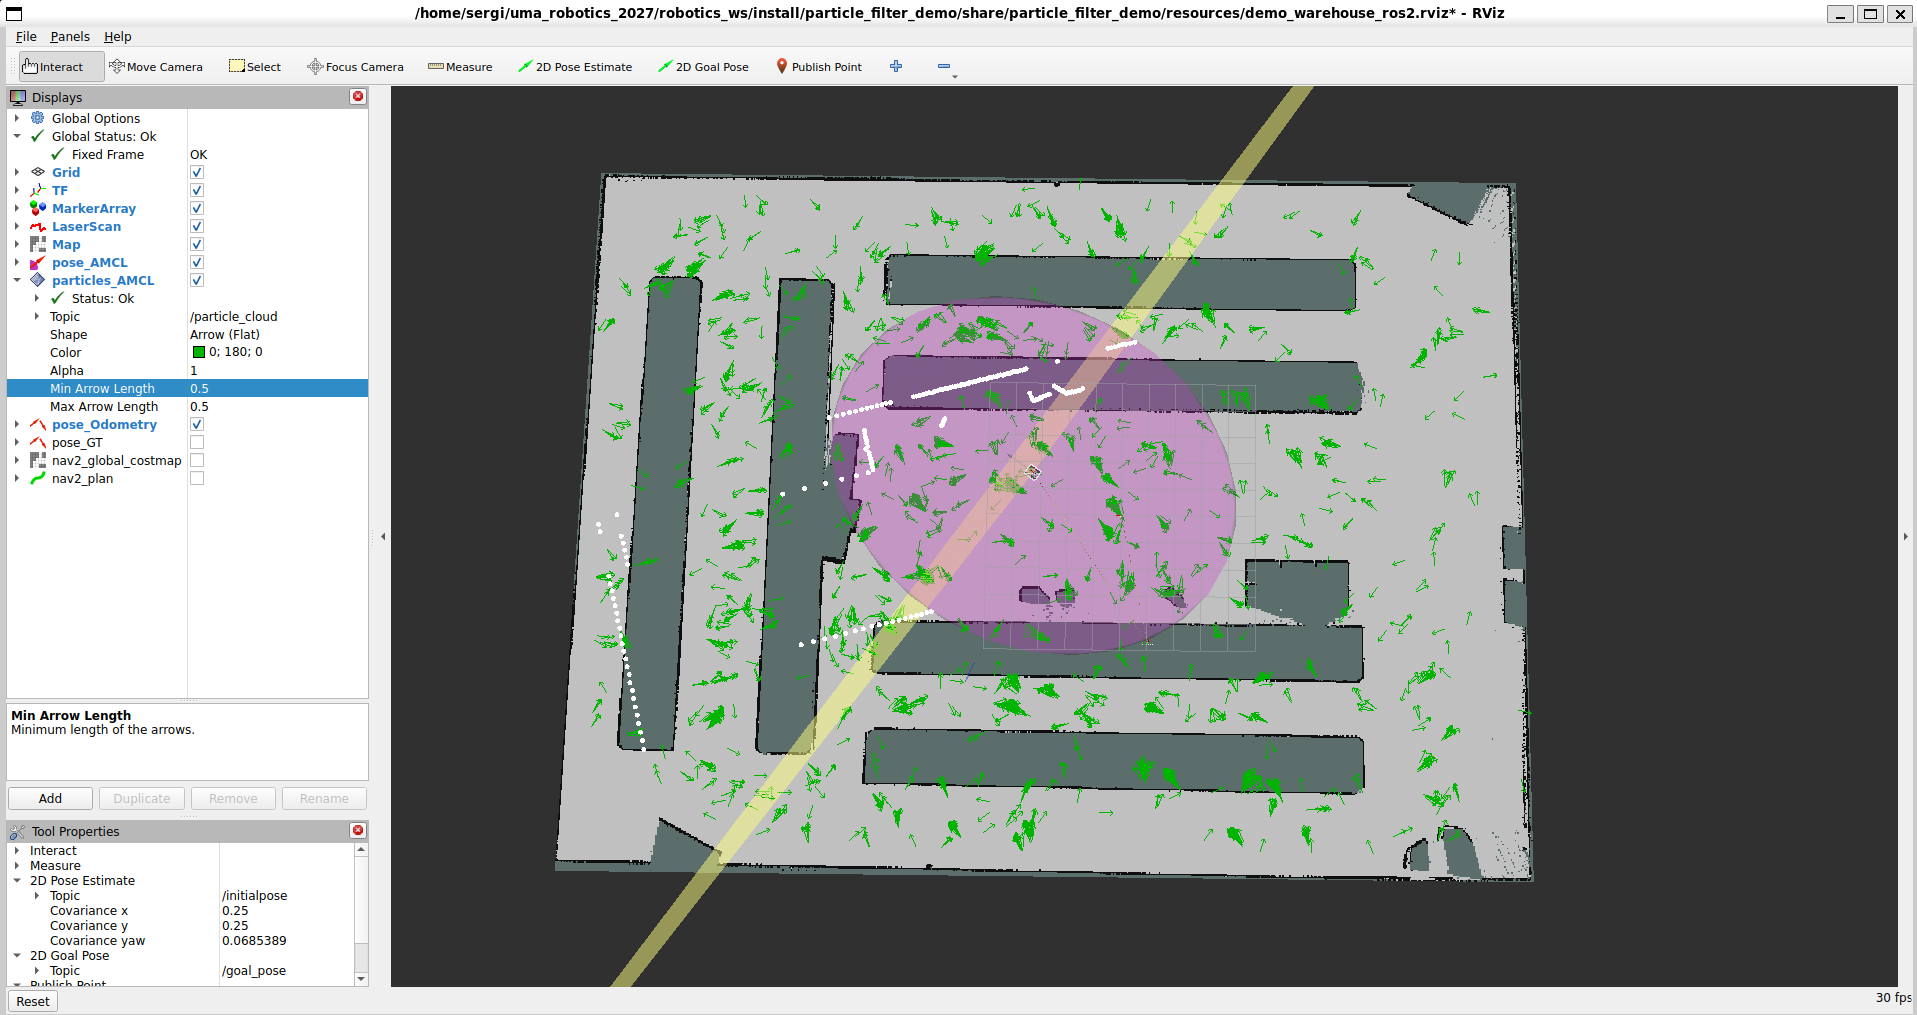 /home/sergi/uma_robotics_2027/robotics_ws/install/particle_filter_demo/share/particle_filter_demo/resources/demo_warehouse_ros2.rviz* - RViz
File Panels Help
Interact Move Camera Select Focus Camera Measure 2D Pose Estimate 2D Goal Pose Publish Point
Displays
Global Options
Global Status: Ok
Fixed Frame OK
Grid
TF
MarkerArray
LaserScan
Map
pose_AMCL
particles_AMCL
Status: Ok
Topic /particle_cloud
Shape Arrow (Flat)
Color 0; 180; 0
Alpha 1
Min Arrow Length 0.5
Max Arrow Length 0.5
pose_Odometry
pose_GT
nav2_global_costmap
nav2_plan
Min Arrow Length
Minimum length of the arrows.
Add Duplicate Remove Rename
Tool Properties
Interact
Measure
2D Pose Estimate
Topic /initialpose
Covariance x 0.25
Covariance y 0.25
Covariance yaw 0.0685389
2D Goal Pose
Topic /goal_pose
Publish Point
Reset
30 fps